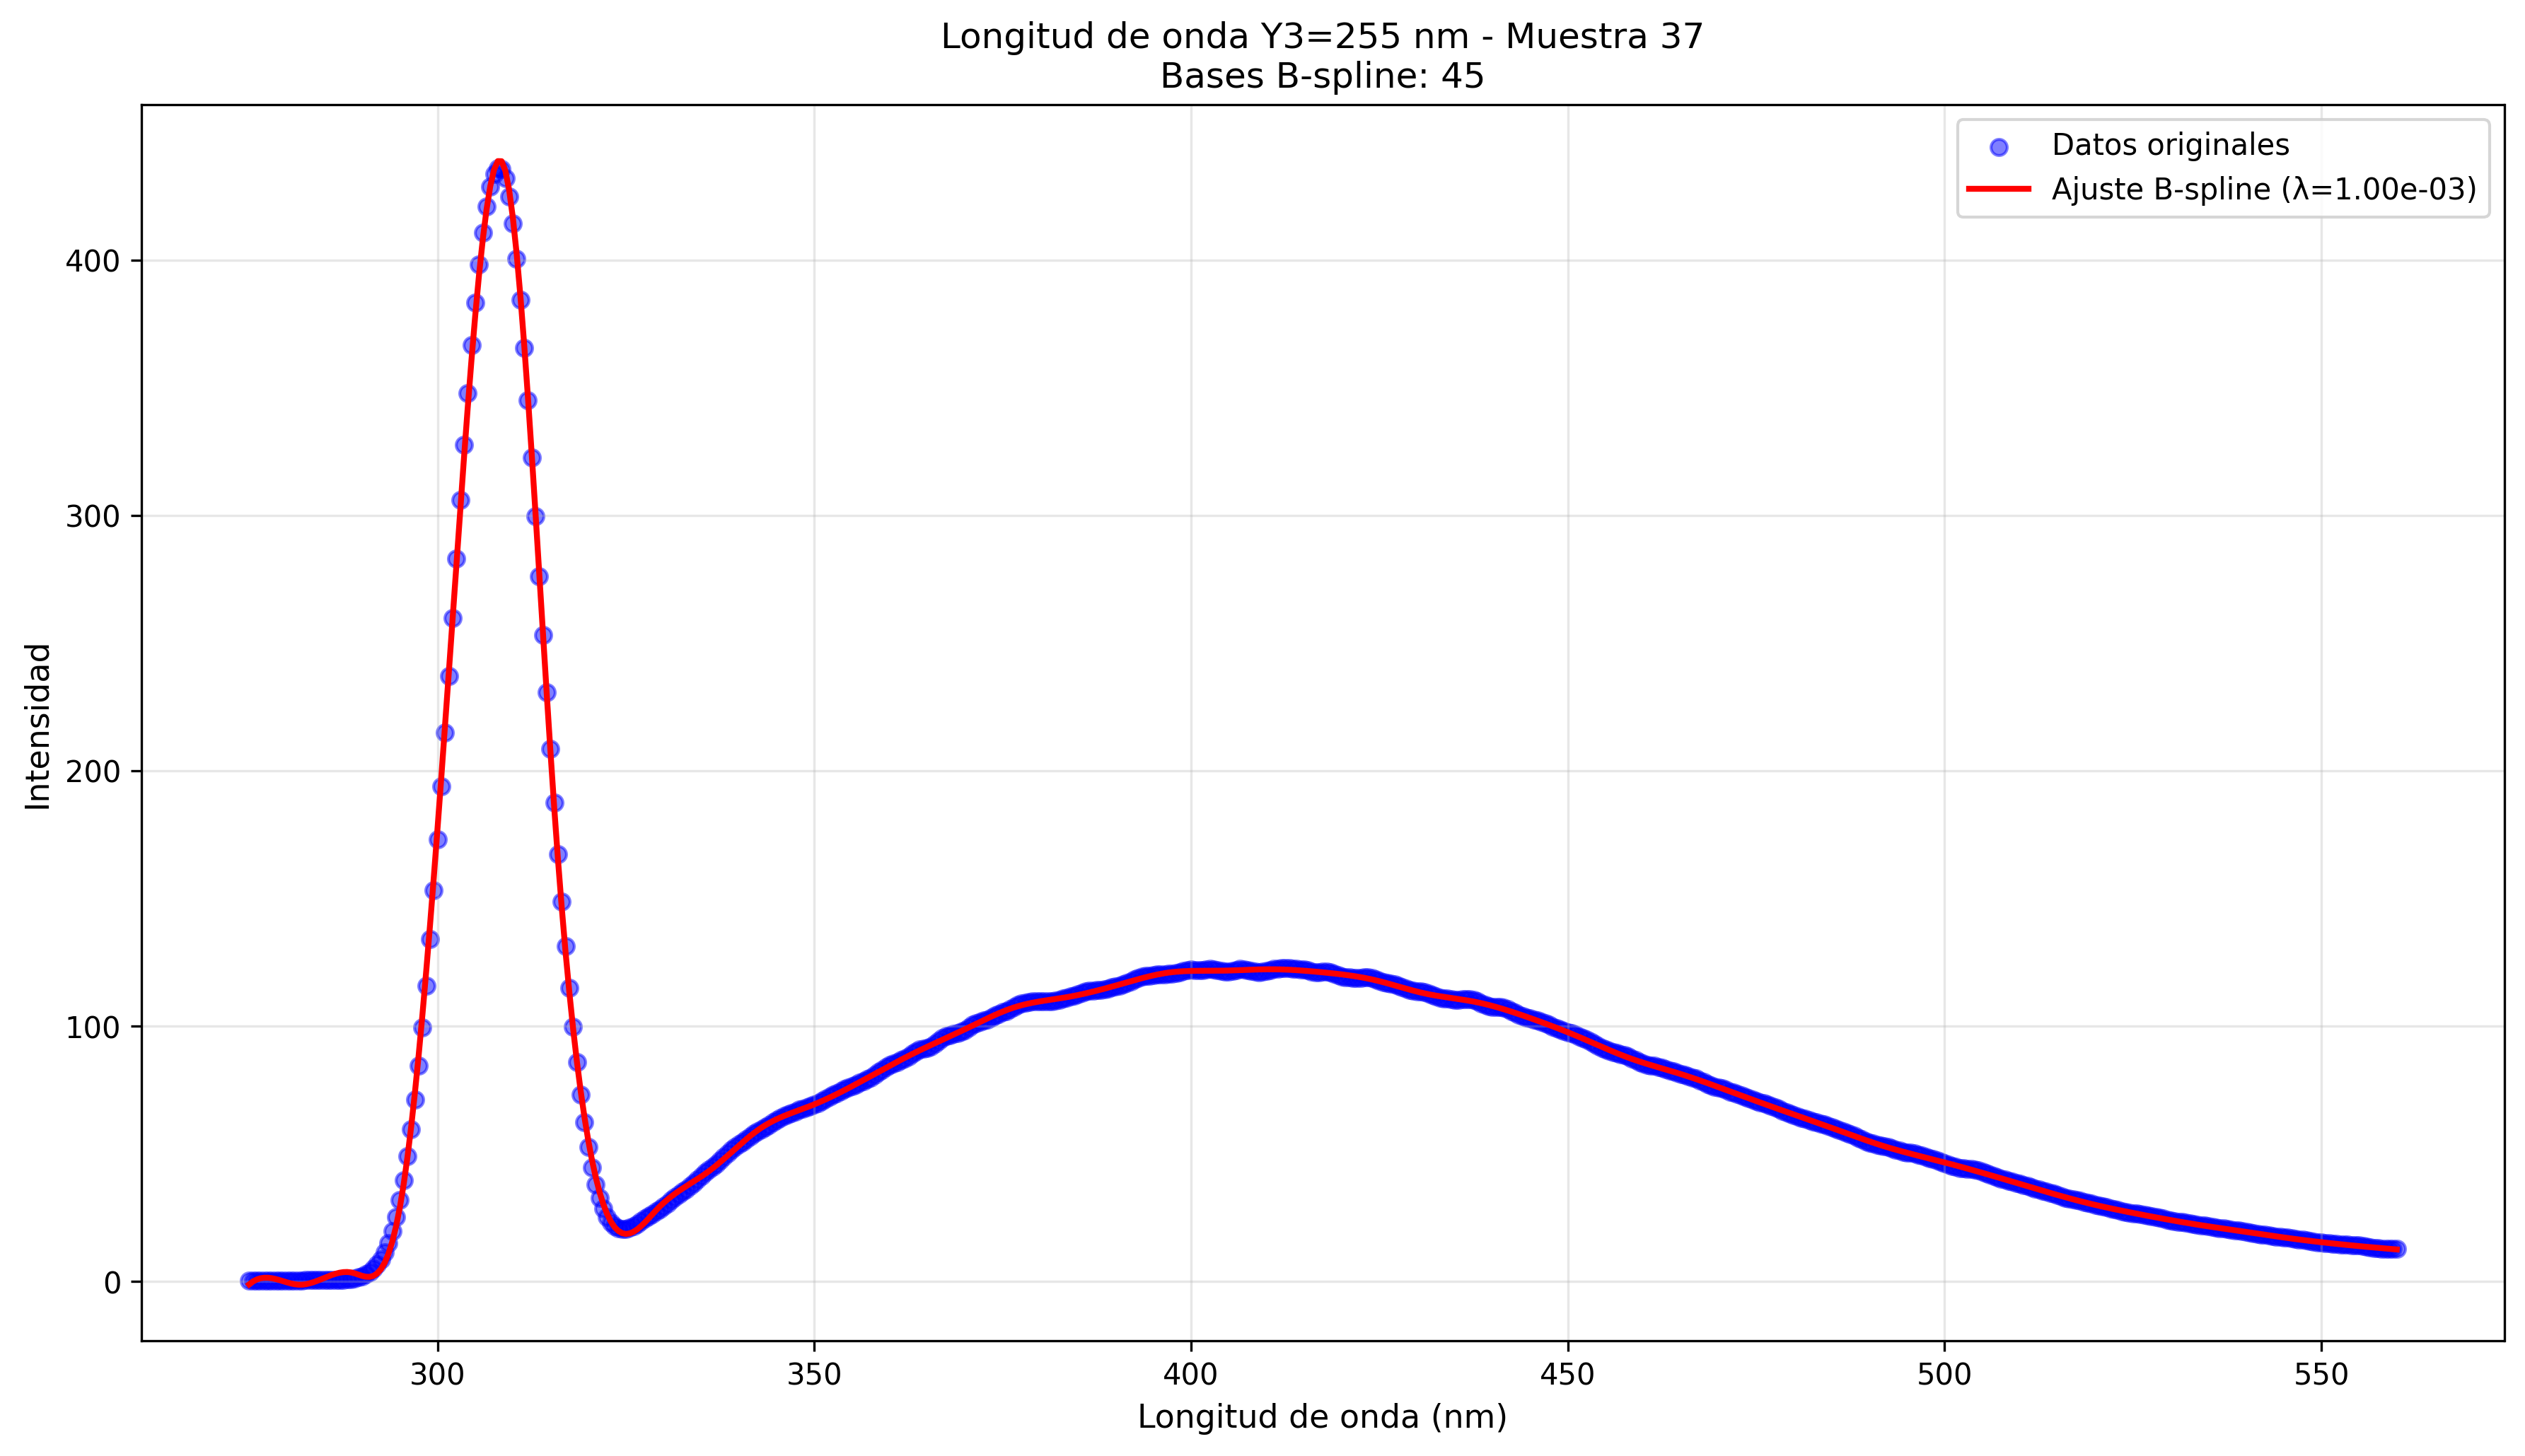 Longitud de onda Y3=255 nm - Muestra 37
Bases B-spline: 45
Datos originales
Ajuste B-spline (λ=1.00e-03)
Intensidad
400
300
200
100
0
300 350 400 450 500 550
Longitud de onda (nm)